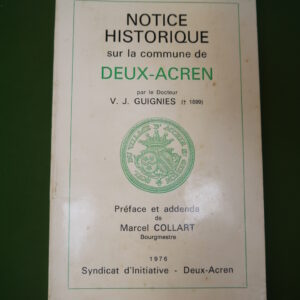 NOTICE
HISTORIQUE
sur la commune de
DEUX-ACREN
par le Docteur
V. J. GUIGNIES († 1899)
Préface et addenda
de
Marcel COLLART
Bourgmestre
1976
Syndicat d'Initiative - Deux-Acren